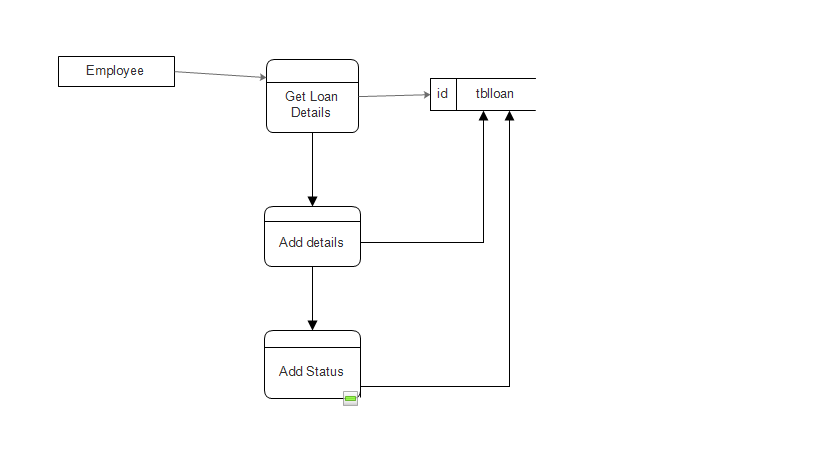 Employee
Get Loan
Details
id
tblloan
Add details
Add Status